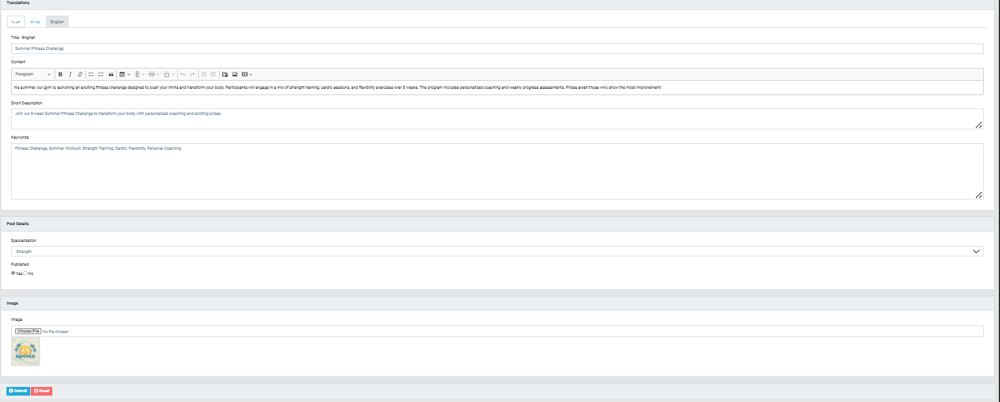 Translations
العربية עברית English
Title - English
Summer Fitness Challenge
Content
Paragraph
his summer, our gym is launching an exciting fitness challenge designed to push your limits and transform your body. Participants will engage in a mix of strength training, cardio sessions, and flexibility exercises over 8 weeks. The program includes personalized coaching and weekly progress assessments. Prizes await those who show the most improvement!
Short Description
Join our 8-week Summer Fitness Challenge to transform your body with personalized coaching and exciting prizes.
Keywords
Fitness Challenge, Summer Workout, Strength Training, Cardio, Flexibility, Personal Coaching
Post Details
Specialization
Strength
Published
Yes No
Image
Image
Choose File No file chosen
SUMMER
Submit Reset